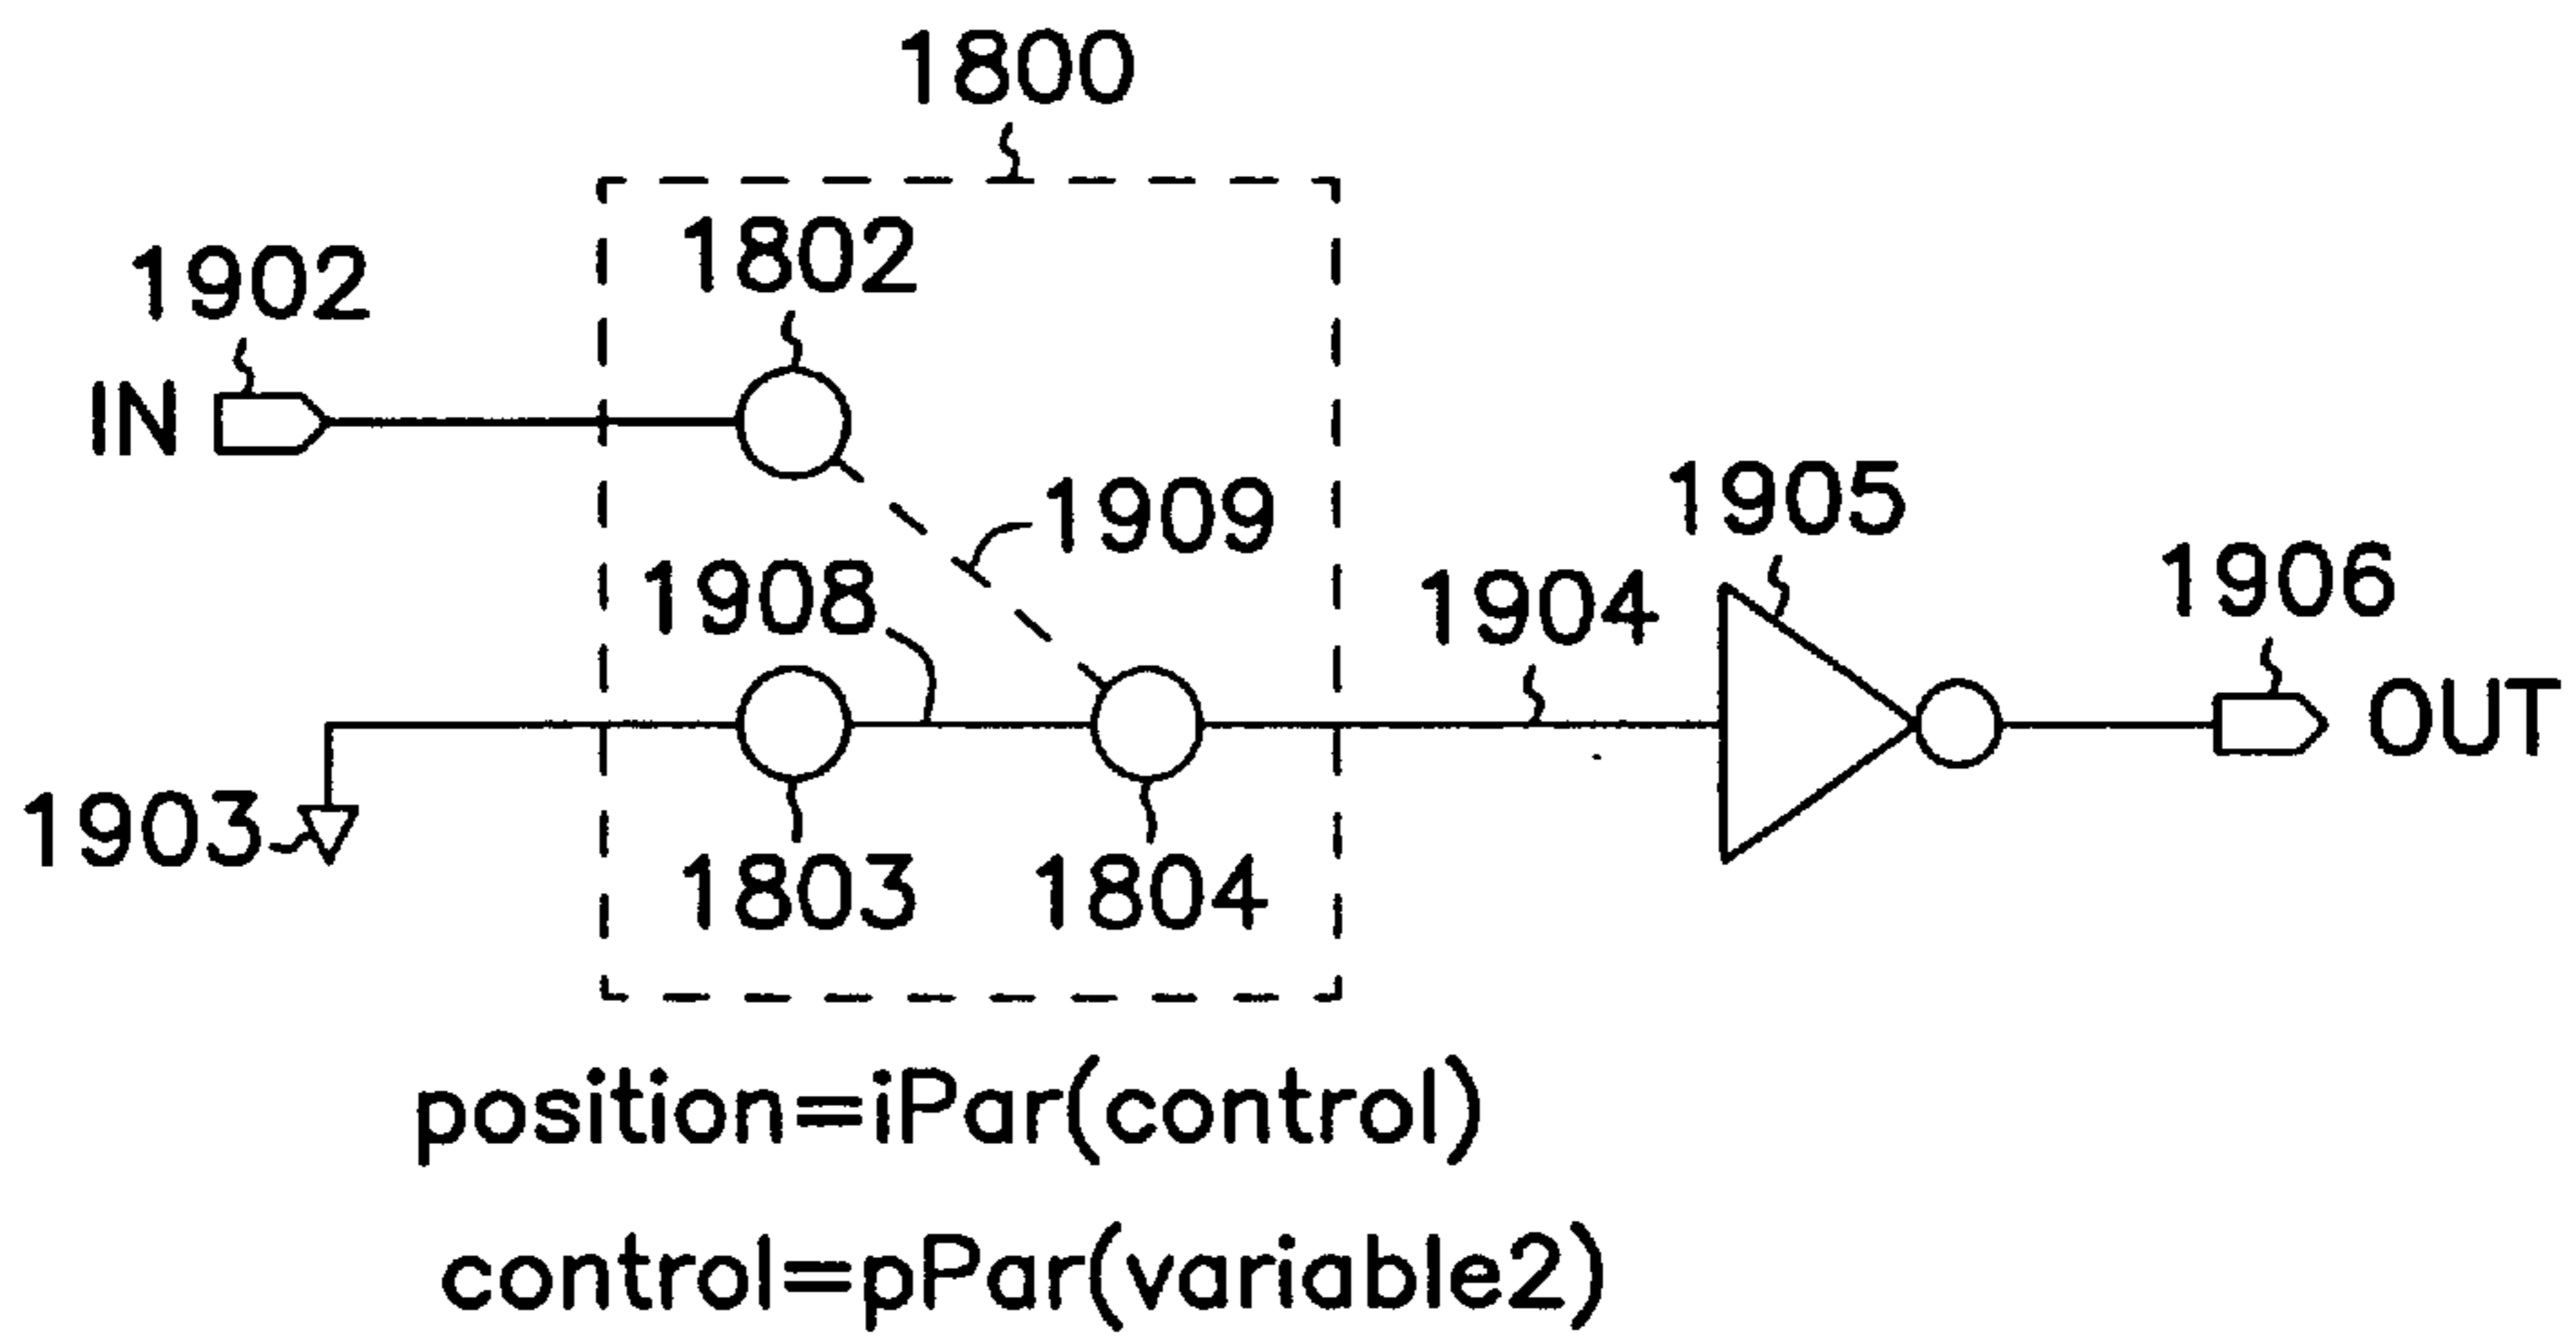 1800
1802
1902
IN
1909
1905
1908
1904
1906
OUT
1903
1803
1804
position=iPar(control)
control=pPar(variable2)